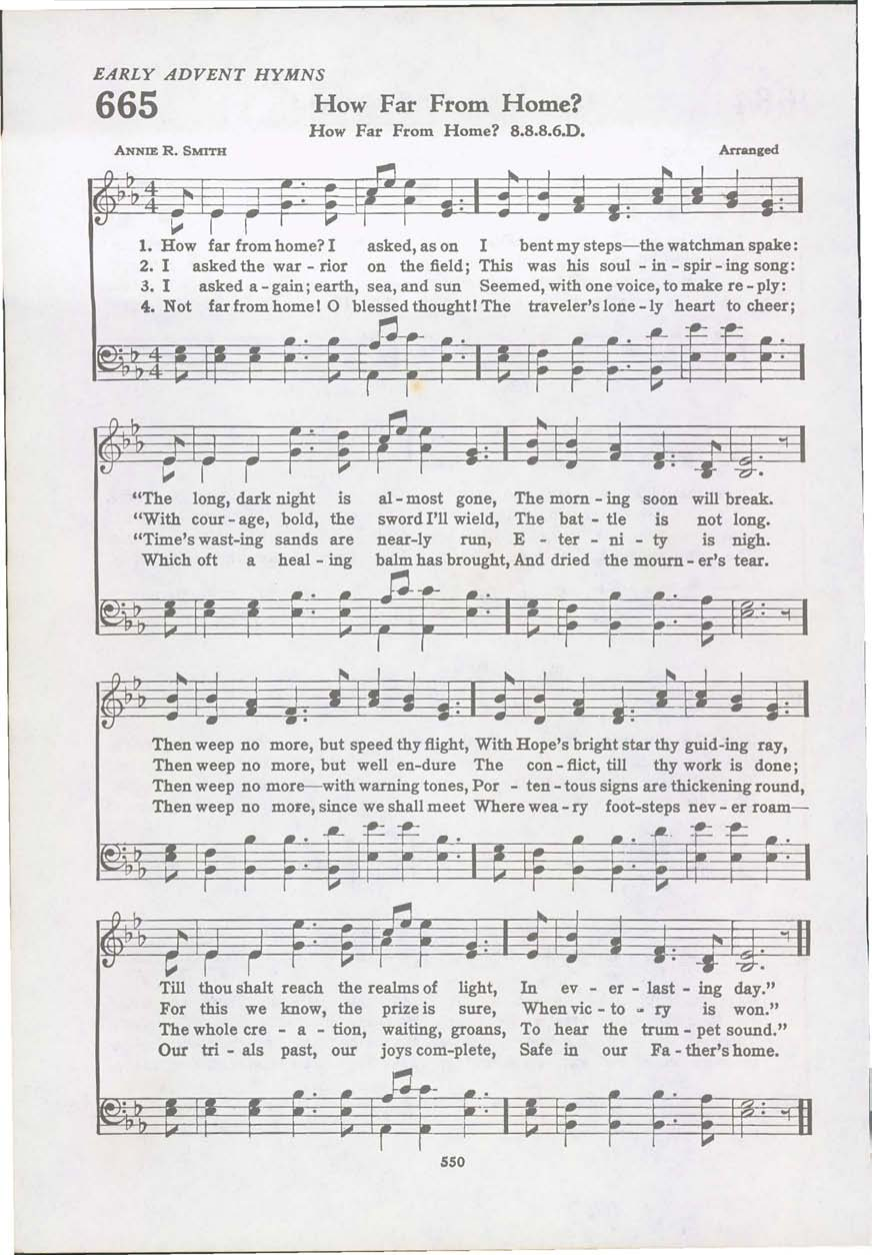 EARLY ADVENT HYMNS
665
How Far From Home?
How Far From Home? 8.8.8.6.D.
ANNIE R. SMITH Arranged
1. How far from home? I asked, as on I bent my steps—the watchman spake:
2. I asked the war - rior on the field; This was his soul - in - spir - ing song:
3. I asked a - gain; earth, sea, and sun Seemed, with one voice, to make re - ply:
4. Not far from home! O blessed thought! The traveler's lone - ly heart to cheer;
“The long, dark night is al - most gone, The morn - ing soon will break.
“With cour - age, bold, the sword I'll wield, The bat - tle is not long.
“Time's wast-ing sands are near-ly run, E - ter - ni - ty is nigh.
Which oft a heal - ing balm has brought, And dried the mourn - er's tear.
Then weep no more, but speed thy flight, With Hope's bright star thy guid-ing ray,
Then weep no more, but well en-dure The con - flict, till thy work is done;
Then weep no more—with warning tones, Por - ten - tous signs are thickening round,
Then weep no more, since we shall meet Where wea - ry foot-steps nev - er roam—
Till thou shalt reach the realms of light, In ev - er - last - ing day.”
For this we know, the prize is sure, When vic - to - ry is won.”
The whole cre - a - tion, waiting, groans, To hear the trum - pet sound.”
Our tri - als past, our joys com-plete, Safe in our Fa - ther's home.
550